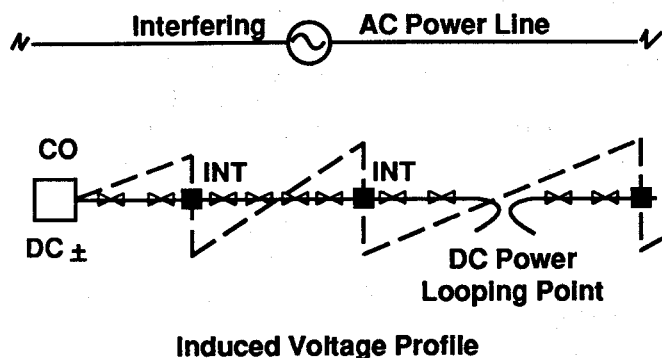 Interfering AC Power Line
CO
INT
INT
DC ±
DC Power
Looping Point
Induced Voltage Profile